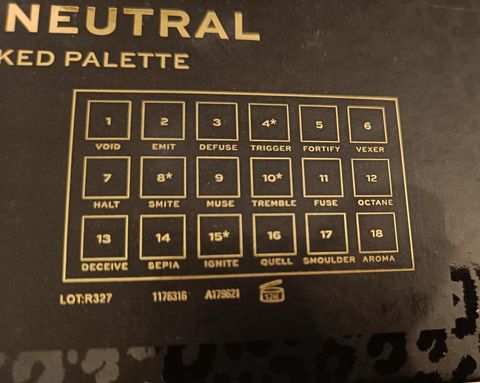 NEUTRAL
KED PALETTE
1 2 3 4* 5 6
VOID EMIT DEFUSE TRIGGER FORTIFY VEXER
7 8* 9 10* 11 12
HALT SMITE MUSE TREMBLE FUSE OCTANE
13 14 15* 16 17 18
DECEIVE SEPIA IGNITE QUELL SMOULDER AROMA
LOT:R327 1176316 A179621